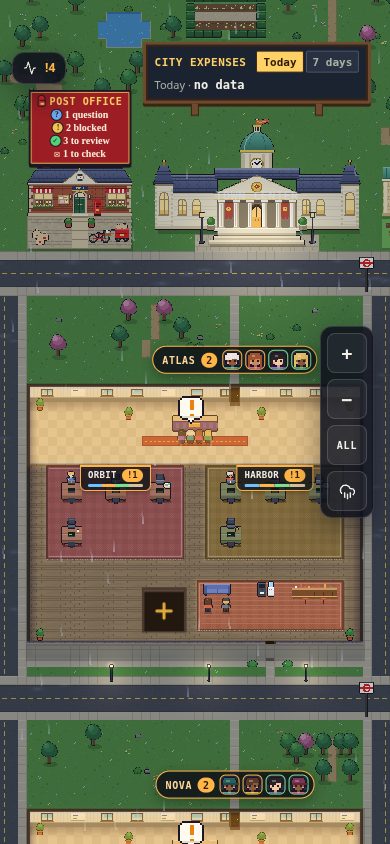 !4
CITY EXPENSES Today 7 days
Today · no data
POST OFFICE
? 1 question
! 2 blocked
✓ 3 to review
✉ 1 to check
ATLAS 2
+
−
ALL
!
ORBIT !1
HARBOR !1
+
NOVA 2
!